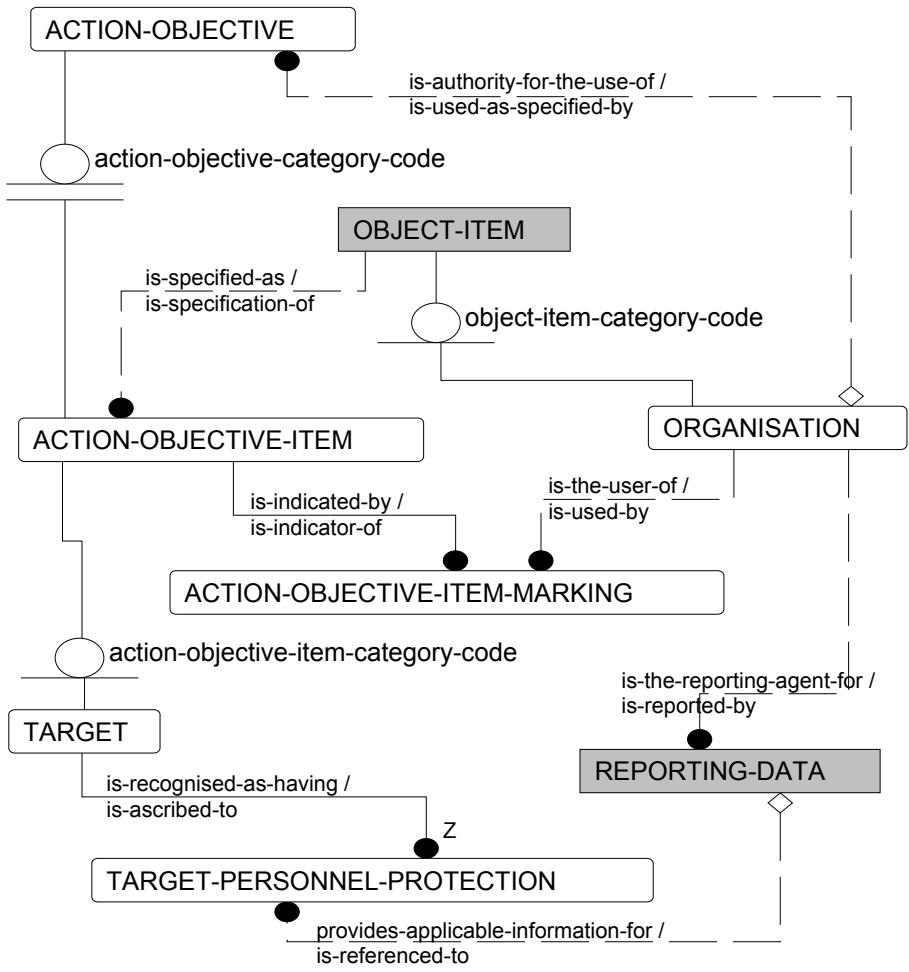 ACTION-OBJECTIVE
is-authority-for-the-use-of /
is-used-as-specified-by
action-objective-category-code
OBJECT-ITEM
is-specified-as /
is-specification-of
object-item-category-code
ACTION-OBJECTIVE-ITEM
ORGANISATION
is-indicated-by /
is-indicator-of
is-the-user-of /
is-used-by
ACTION-OBJECTIVE-ITEM-MARKING
action-objective-item-category-code
is-the-reporting-agent-for /
is-reported-by
TARGET
REPORTING-DATA
is-recognised-as-having /
is-ascribed-to
Z
TARGET-PERSONNEL-PROTECTION
provides-applicable-information-for /
is-referenced-to